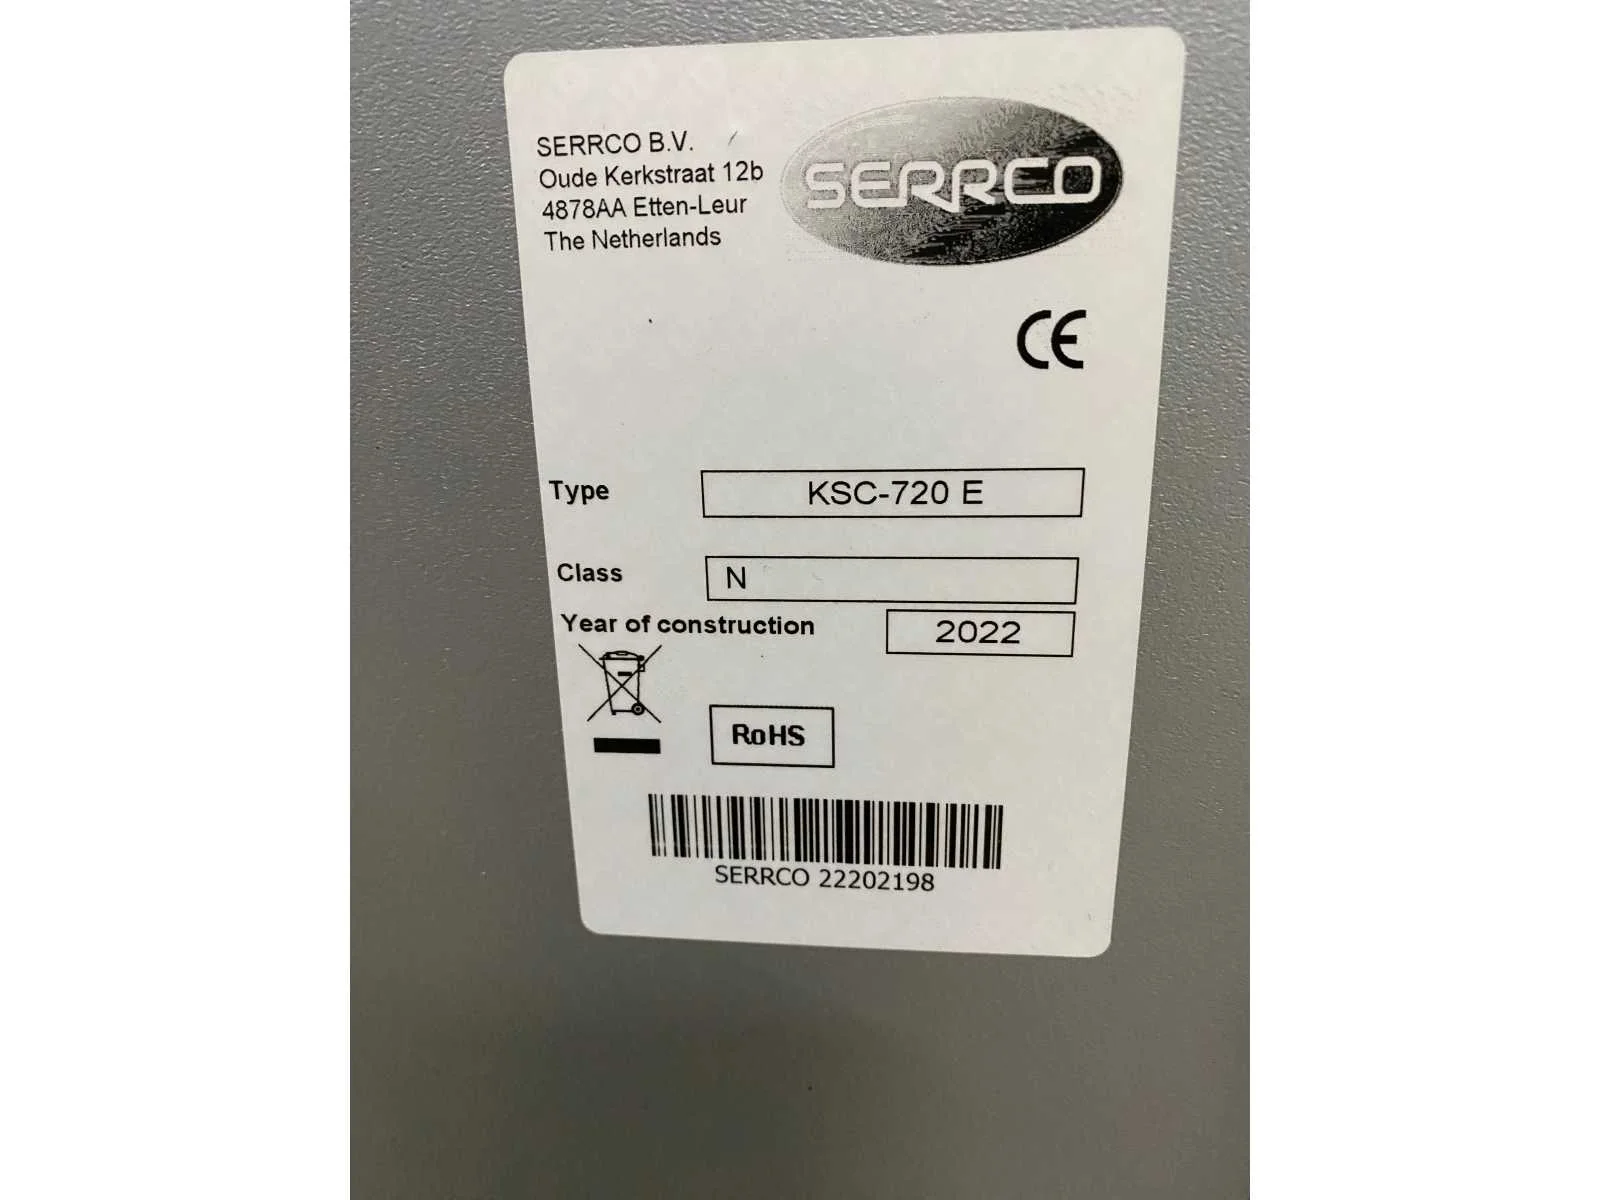 SERRCO B.V.
Oude Kerkstraat 12b
4878AA Etten-Leur
The Netherlands
SERRCO
CE
Type KSC-720 E
Class N
Year of construction 2022
RoHS
SERRCO 22202198